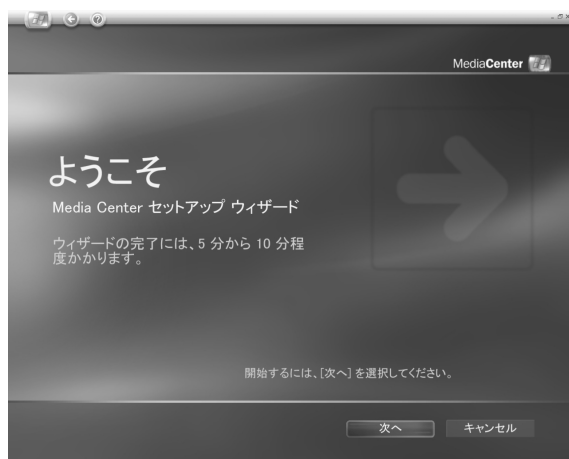 MediaCenter
ようこそ
Media Center セットアップ ウィザード
ウィザードの完了には、5 分から 10 分程
度かかります。
開始するには、[次へ] を選択してください。
次へ
キャンセル